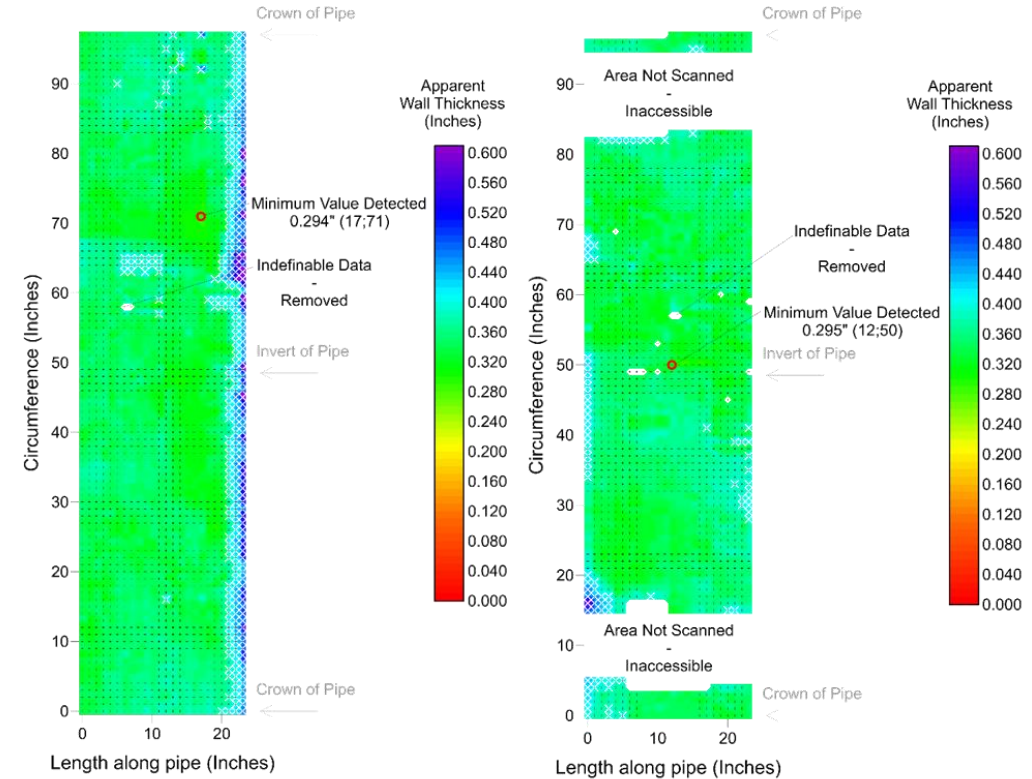 Crown of Pipe
90
80
70
60
50
40
30
20
10
0
Circumference (Inches)
0
10
20
Length along pipe (Inches)
Minimum Value Detected
0.294" (17;71)
Indefinable Data
-
Removed
Invert of Pipe
Crown of Pipe
Apparent
Wall Thickness
(Inches)
0.600
0.560
0.520
0.480
0.440
0.400
0.360
0.320
0.280
0.240
0.200
0.160
0.120
0.080
0.040
0.000
Crown of Pipe
Area Not Scanned
-
Inaccessible
90
80
70
60
50
40
30
20
10
0
Circumference (Inches)
Indefinable Data
-
Removed
Minimum Value Detected
0.295" (12;50)
Invert of Pipe
Area Not Scanned
-
Inaccessible
Crown of Pipe
0
10
20
Length along pipe (Inches)
Apparent
Wall Thickness
(Inches)
0.600
0.560
0.520
0.480
0.440
0.400
0.360
0.320
0.280
0.240
0.200
0.160
0.120
0.080
0.040
0.000